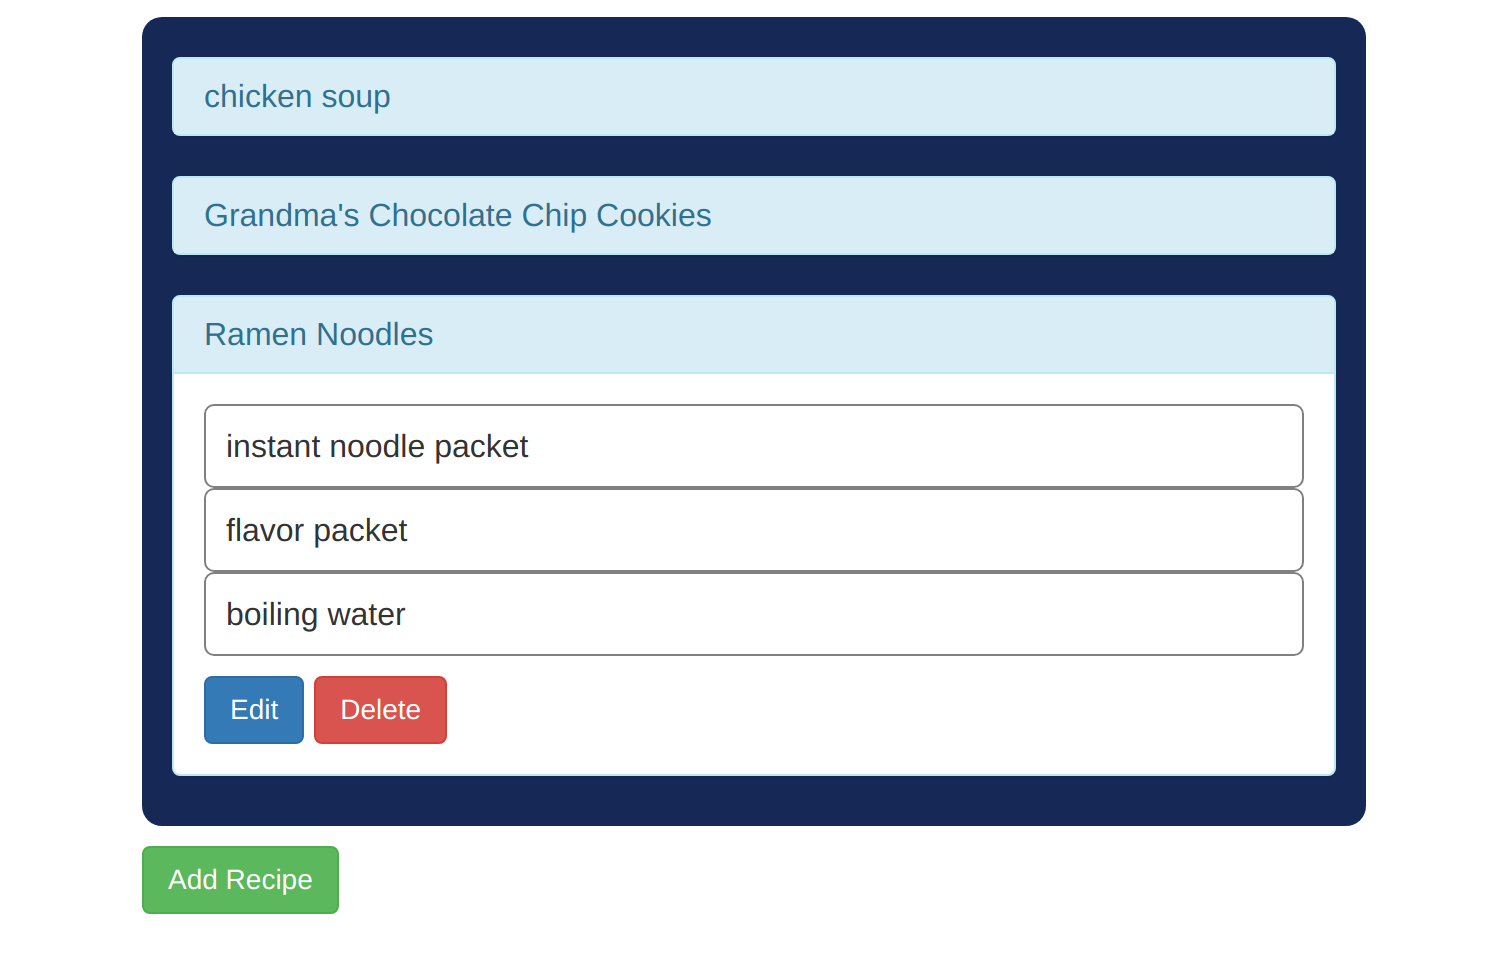 chicken soup
Grandma's Chocolate Chip Cookies
Ramen Noodles
instant noodle packet
flavor packet
boiling water
Edit Delete
Add Recipe